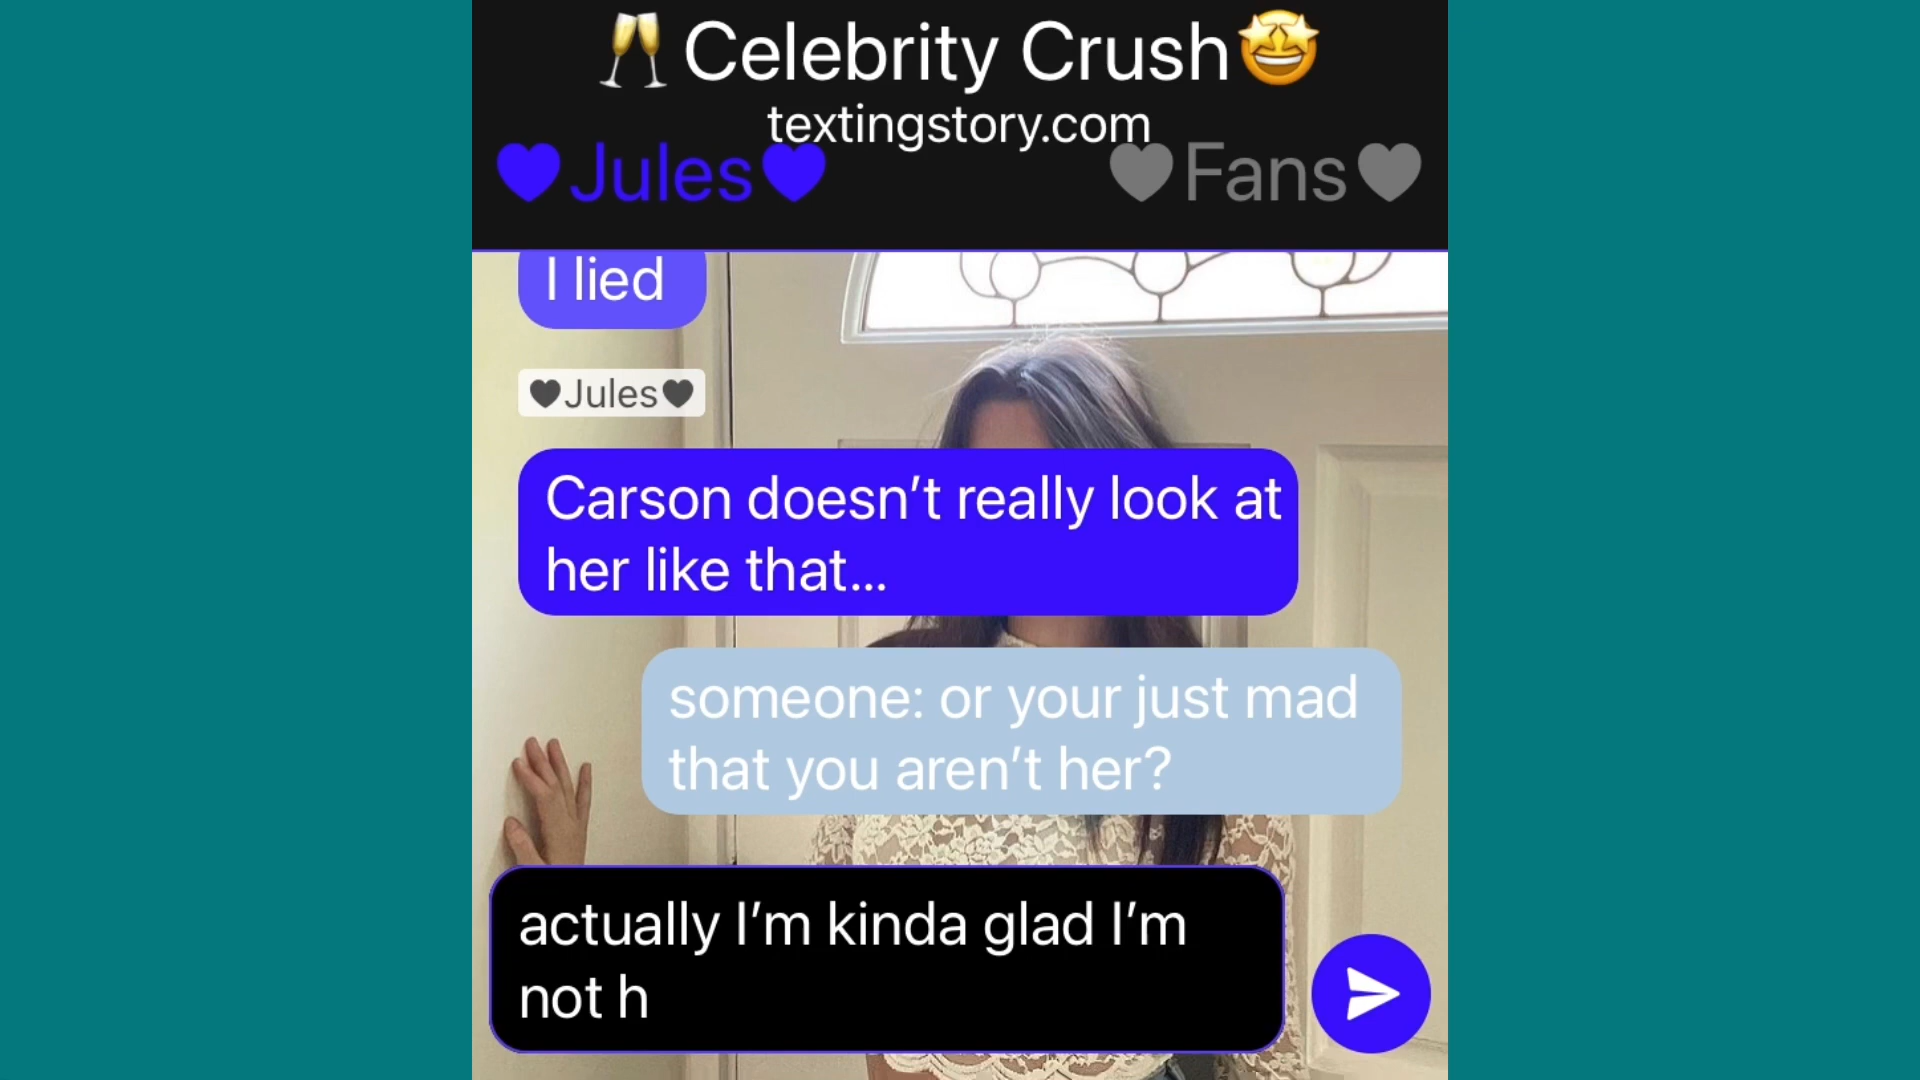 🥂Celebrity Crush🤩
textingstory.com
♥Jules♥
♥Fans♥
I lied
♥Jules♥
Carson doesn’t really look at
her like that...
someone: or your just mad
that you aren’t her?
actually I’m kinda glad I’m
not h